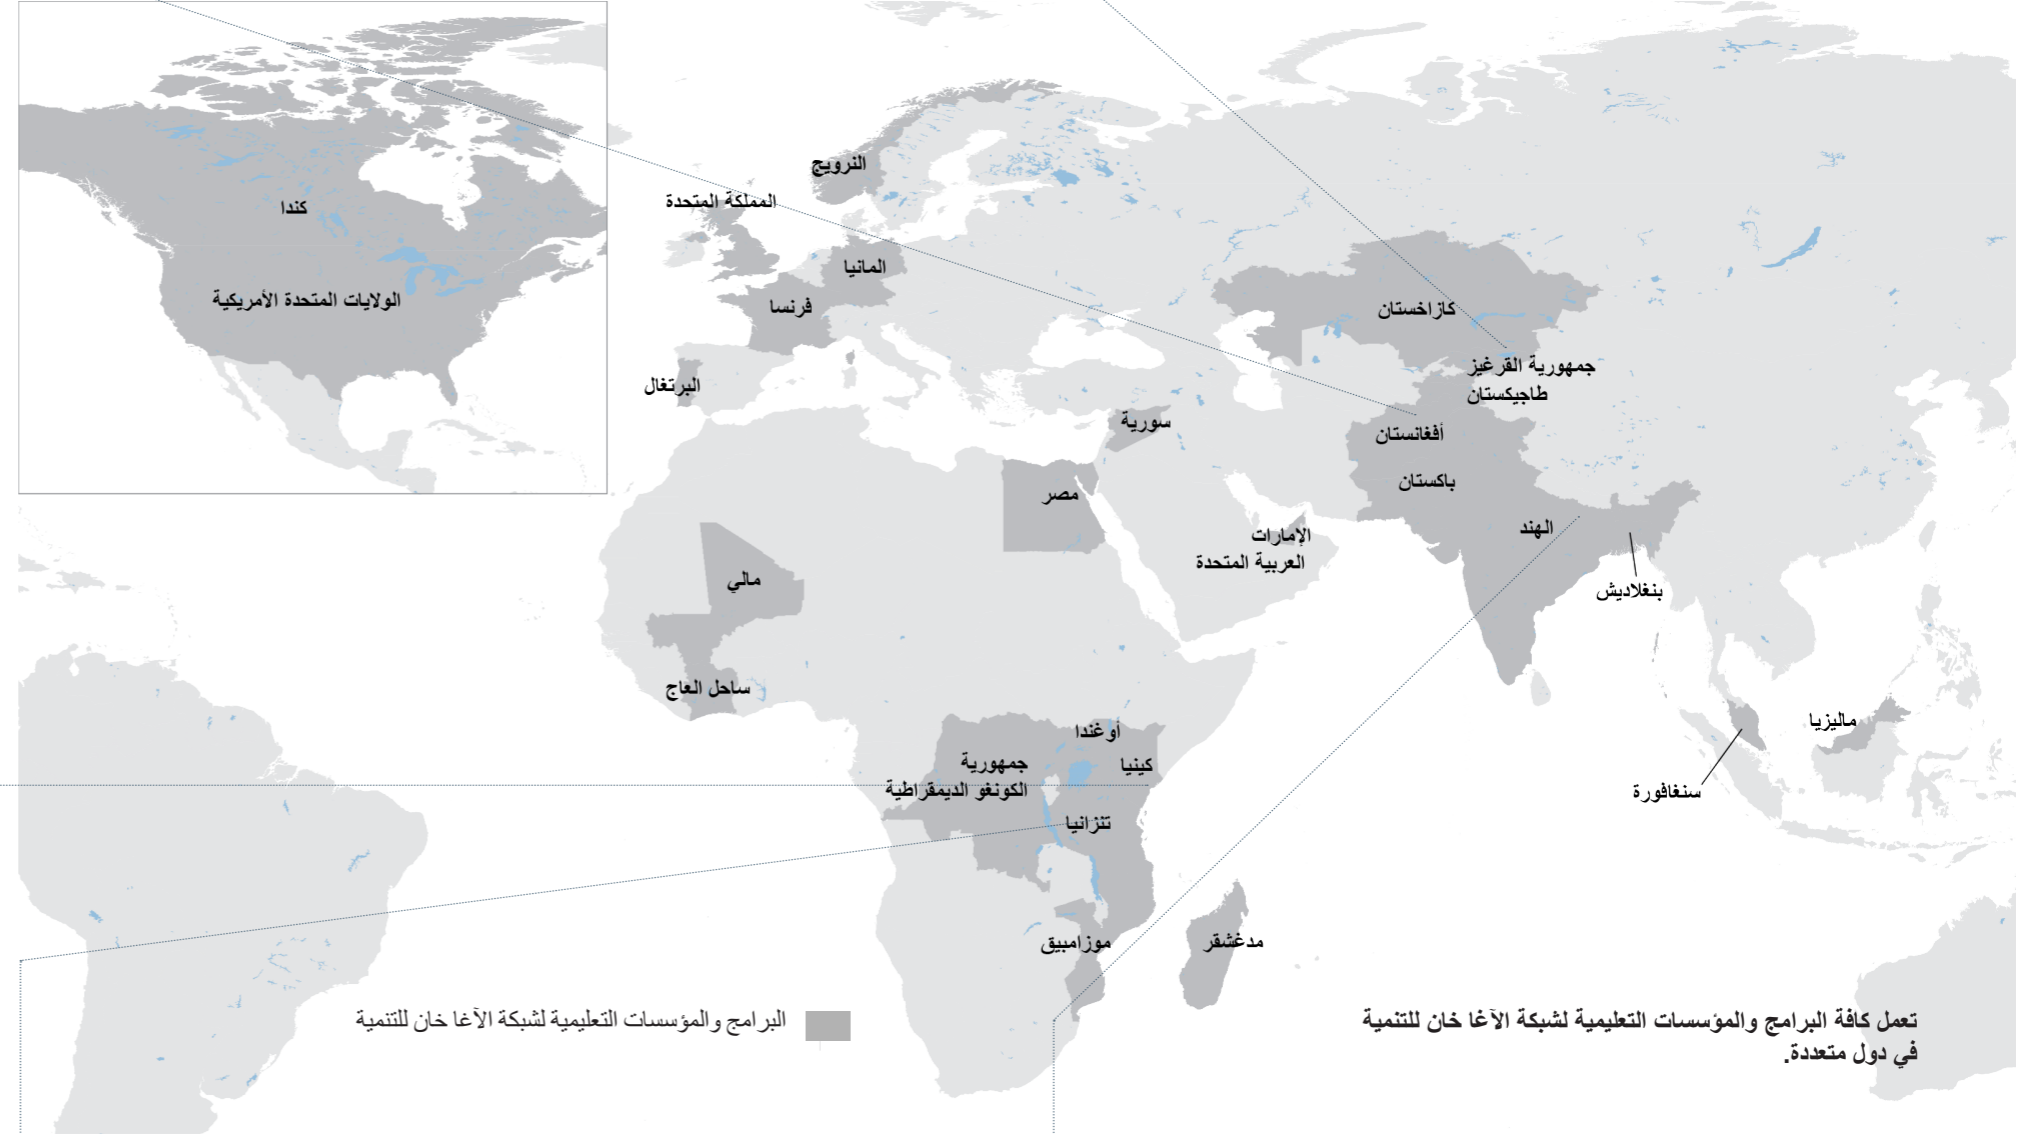 كندا
الولايات المتحدة الأمريكية
النرويج
المملكة المتحدة
المانيا
فرنسا
البرتغال
كازاخستان
جمهورية القرغيز
طاجيكستان
أفغانستان
باكستان
الهند
بنغلاديش
سورية
مصر
الإمارات
العربية المتحدة
مالي
ساحل العاج
أوغندا
كينيا
جمهورية
الكونغو الديمقراطية
تنزانيا
موزامبيق
مدغشقر
ماليزيا
سنغافورة
البرامج والمؤسسات التعليمية لشبكة الآغا خان للتنمية
تعمل كافة البرامج والمؤسسات التعليمية لشبكة الآغا خان للتنمية
في دول متعددة.